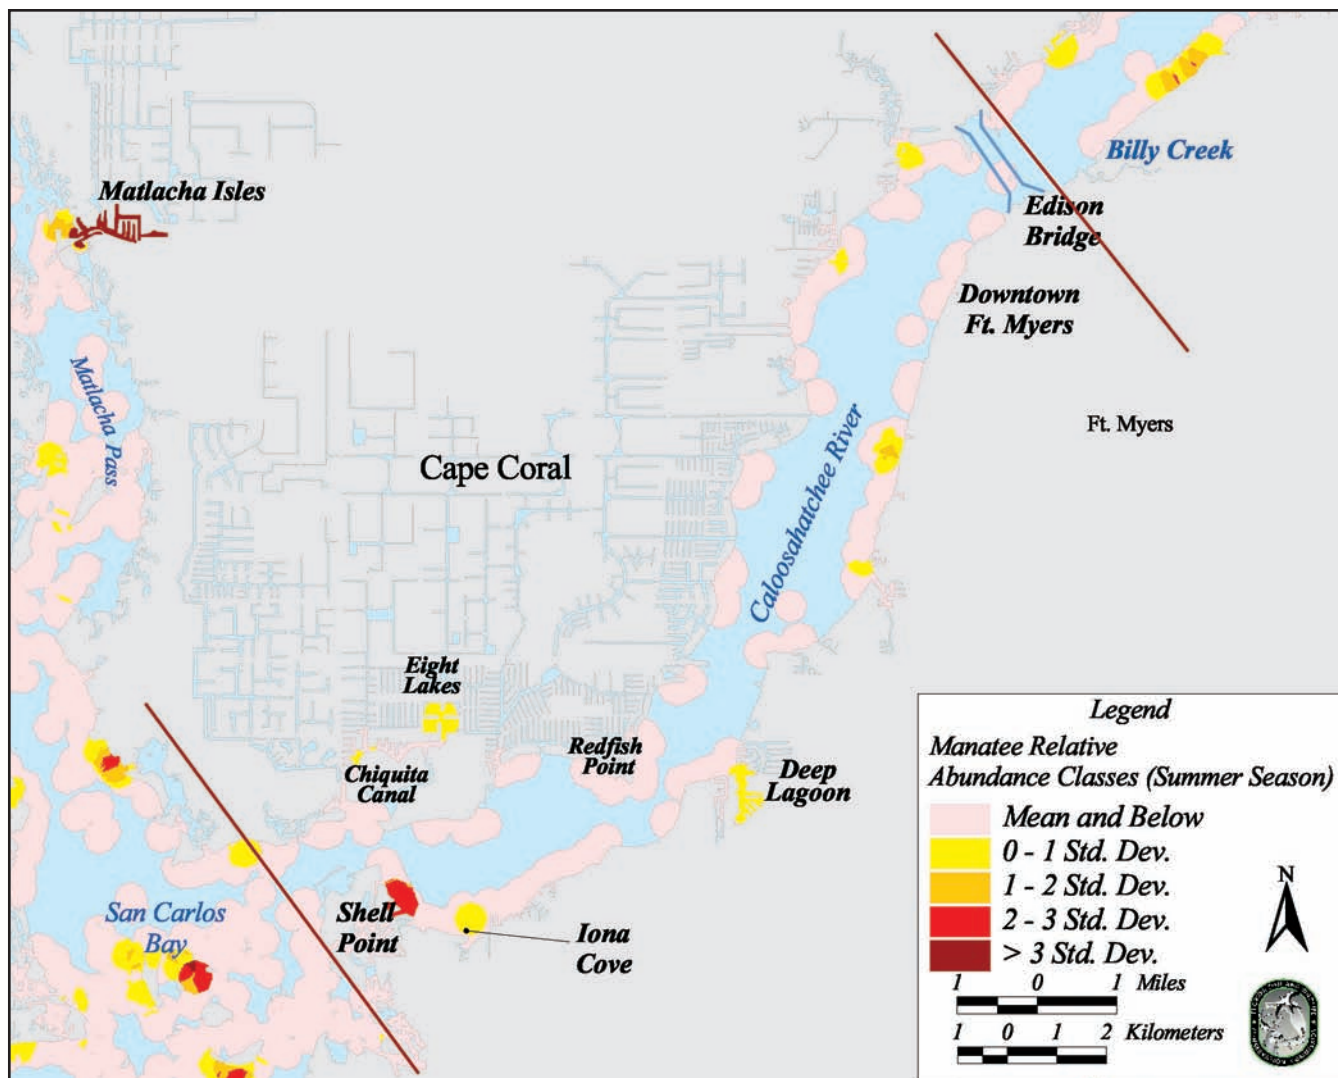 Billy Creek
Matlacha Isles
Edison
Bridge
Downtown
Ft. Myers
Matlacha Pass
Ft. Myers
Cape Coral
Caloosahatchee River
Eight
Lakes
Redfish
Point
Chiquita
Canal
Deep
Lagoon
San Carlos
Bay
Shell
Point
Iona
Cove
Legend
Manatee Relative
Abundance Classes (Summer Season)
Mean and Below
0 - 1 Std. Dev.
1 - 2 Std. Dev.
2 - 3 Std. Dev.
> 3 Std. Dev.
N
1 0 1 Miles
1 0 1 2 Kilometers